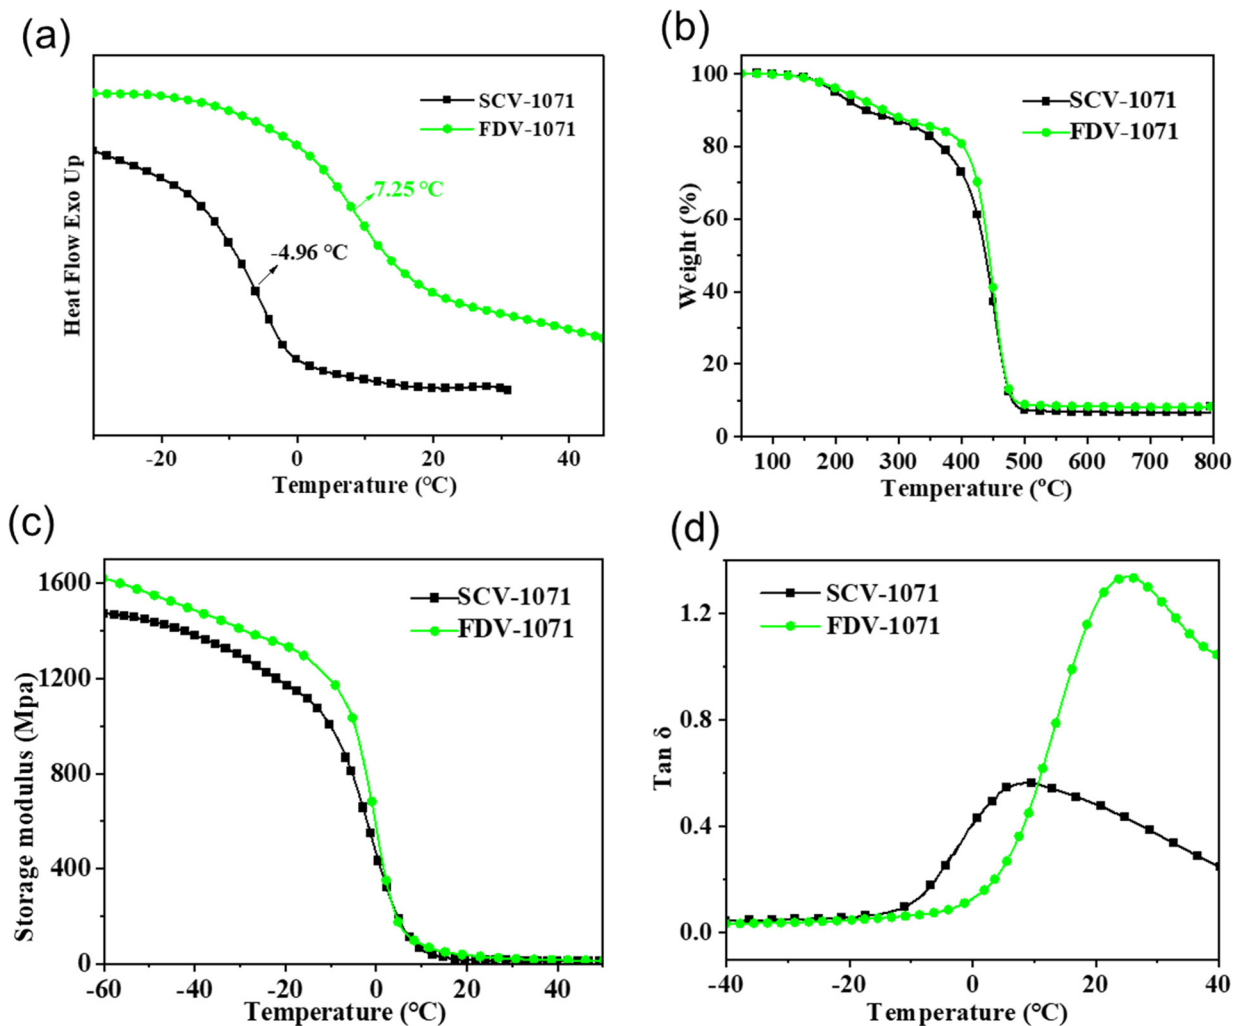 (a)
SCV-1071
FDV-1071
7.25 °C
-4.96 °C
Heat Flow Exo Up
-20
0
20
40
Temperature (°C)
(b)
100
80
60
40
20
0
SCV-1071
FDV-1071
Weight (%)
100
200
300
400
500
600
700
800
Temperature (°C)
(c)
1600
1200
800
400
0
SCV-1071
FDV-1071
Storage modulus (Mpa)
-60
-40
-20
0
20
40
Temperature (°C)
(d)
1.2
0.8
0.4
0.0
SCV-1071
FDV-1071
Tan δ
-40
-20
0
20
40
Temperature (°C)